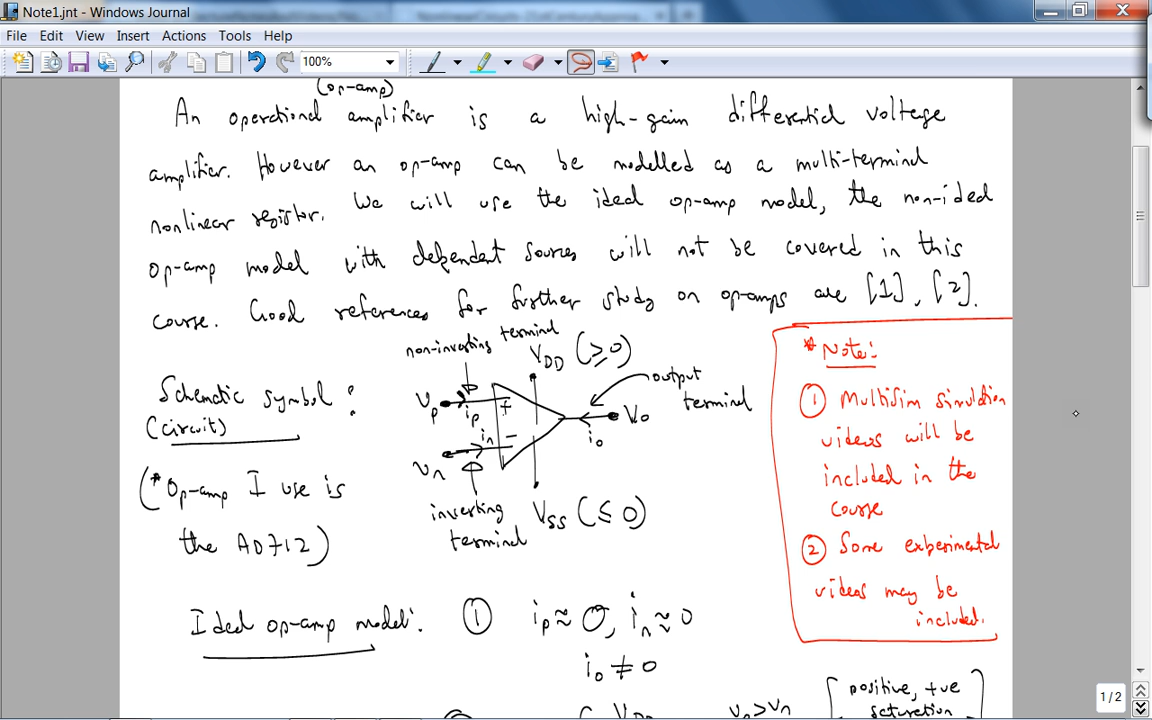 Note1.jnt - Windows Journal
File Edit View Insert Actions Tools Help
100%
(op-amp)
An operational amplifier is a high-gain differential voltage
amplifier. However an op-amp can be modelled as a multi-terminal
nonlinear resistor. We will use the ideal op-amp model, the non-ideal
op-amp model with dependent sources will not be covered in this
course. Good references for further study on op-amps are [1], [2].
Schematic symbol :
(circuit)
(*Op-amp I use is
the AD712)
non-inverting terminal
VDD (≥0)
output
terminal
vp
ip
+
in
-
vn
vo
io
inverting
terminal
VSS (≤ 0)
* Note:
① Multisim simulation
videos will be
included in the
course
② Some experimental
videos may be
included.
Ideal op-amp model: ① ip ≈ 0, in ≈ 0
io ≠ 0
positive, +ve
saturation
1 / 2